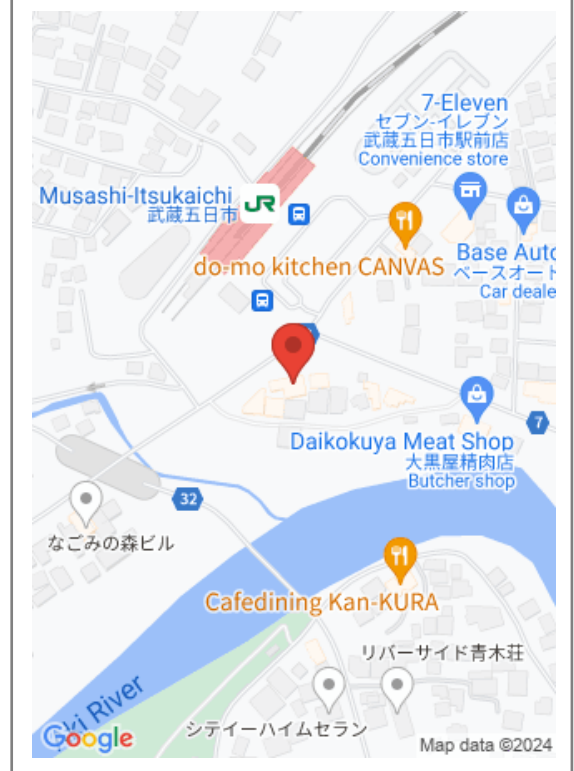 7-Eleven
セブン-イレブン
武蔵五日市駅前店
Convenience store
Musashi-Itsukaichi
武蔵五日市
JR
do-mo kitchen CANVAS
Base Auto
ベースオート
Car deale
Daikokuya Meat Shop
大黒屋精肉店
Butcher shop
7
32
なごみの森ビル
Cafedining Kan-KURA
リバーサイド青木荘
シティーハイムセラン
River
Google
Map data ©2024